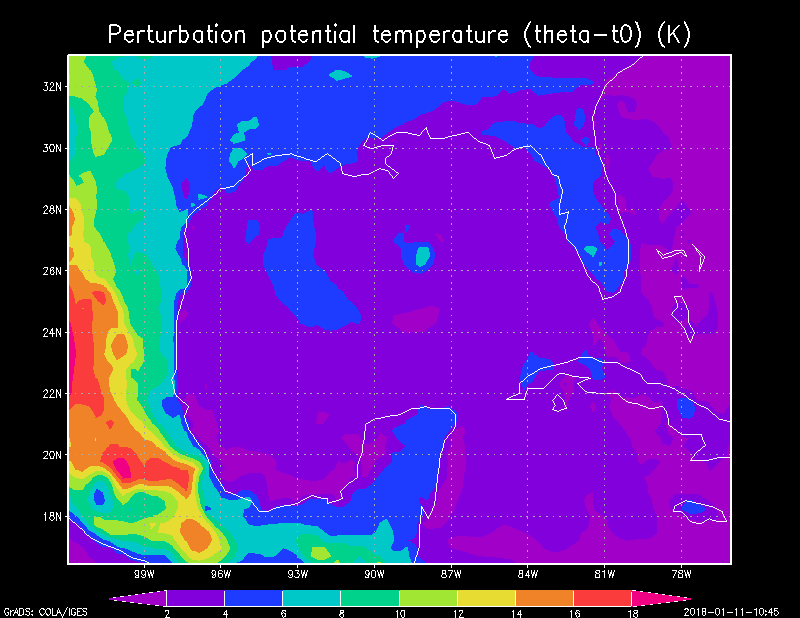 Perturbation potential temperature (theta-t0) (K)
32N
30N
28N
26N
24N
22N
20N
18N
99W 96W 93W 90W 87W 84W 81W 78W
2 4 6 8 10 12 14 16 18
GrADS: COLA/IGES 2018-01-11-10:45